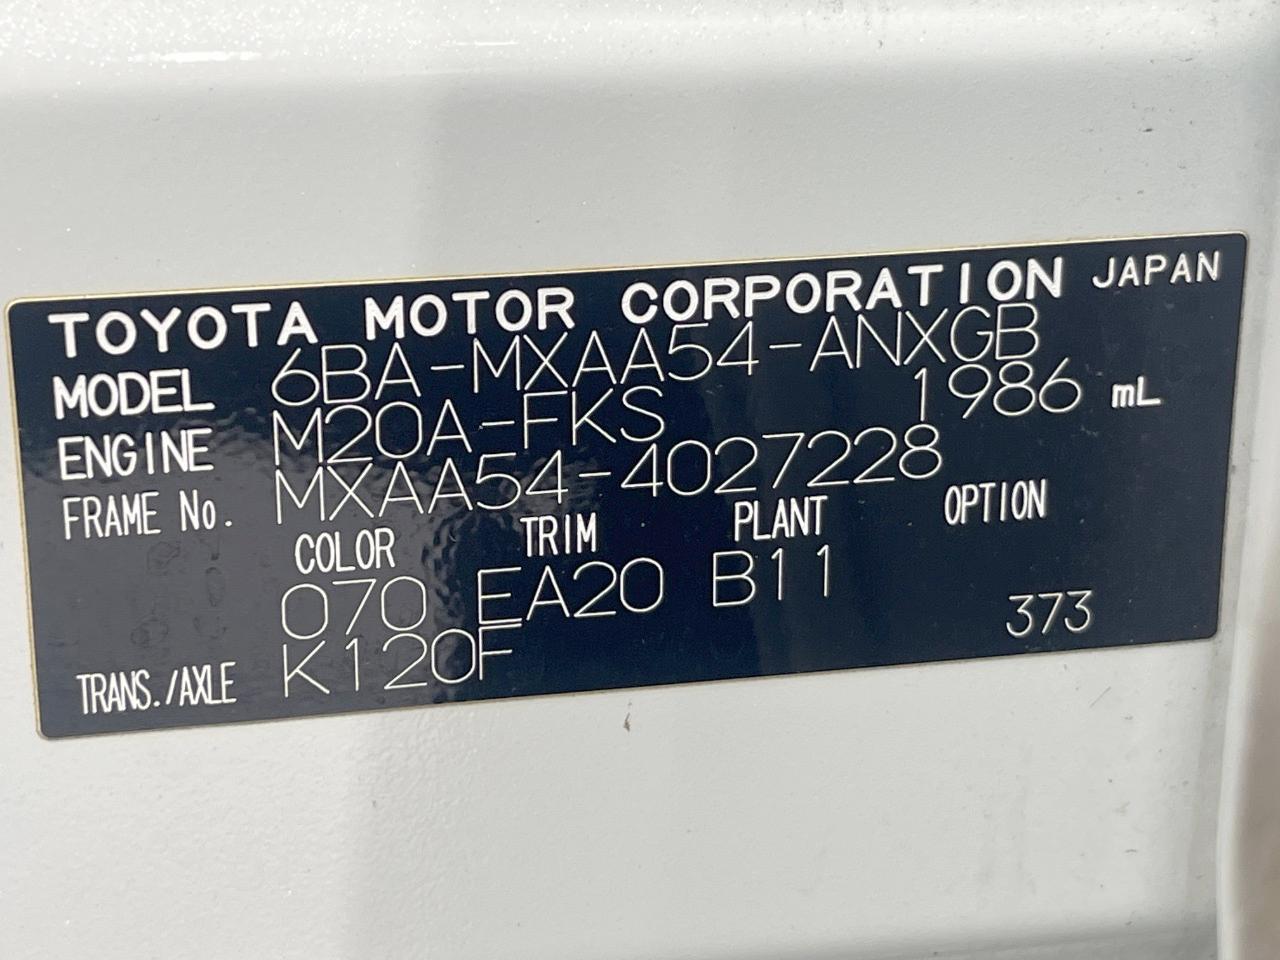 TOYOTA MOTOR CORPORATION JAPAN
MODEL 6BA-MXAA54-ANXGB
ENGINE M20A-FKS 1986 mL
FRAME No. MXAA54-4027228
COLOR TRIM PLANT OPTION
070 EA20 B11
TRANS./AXLE K120F 373